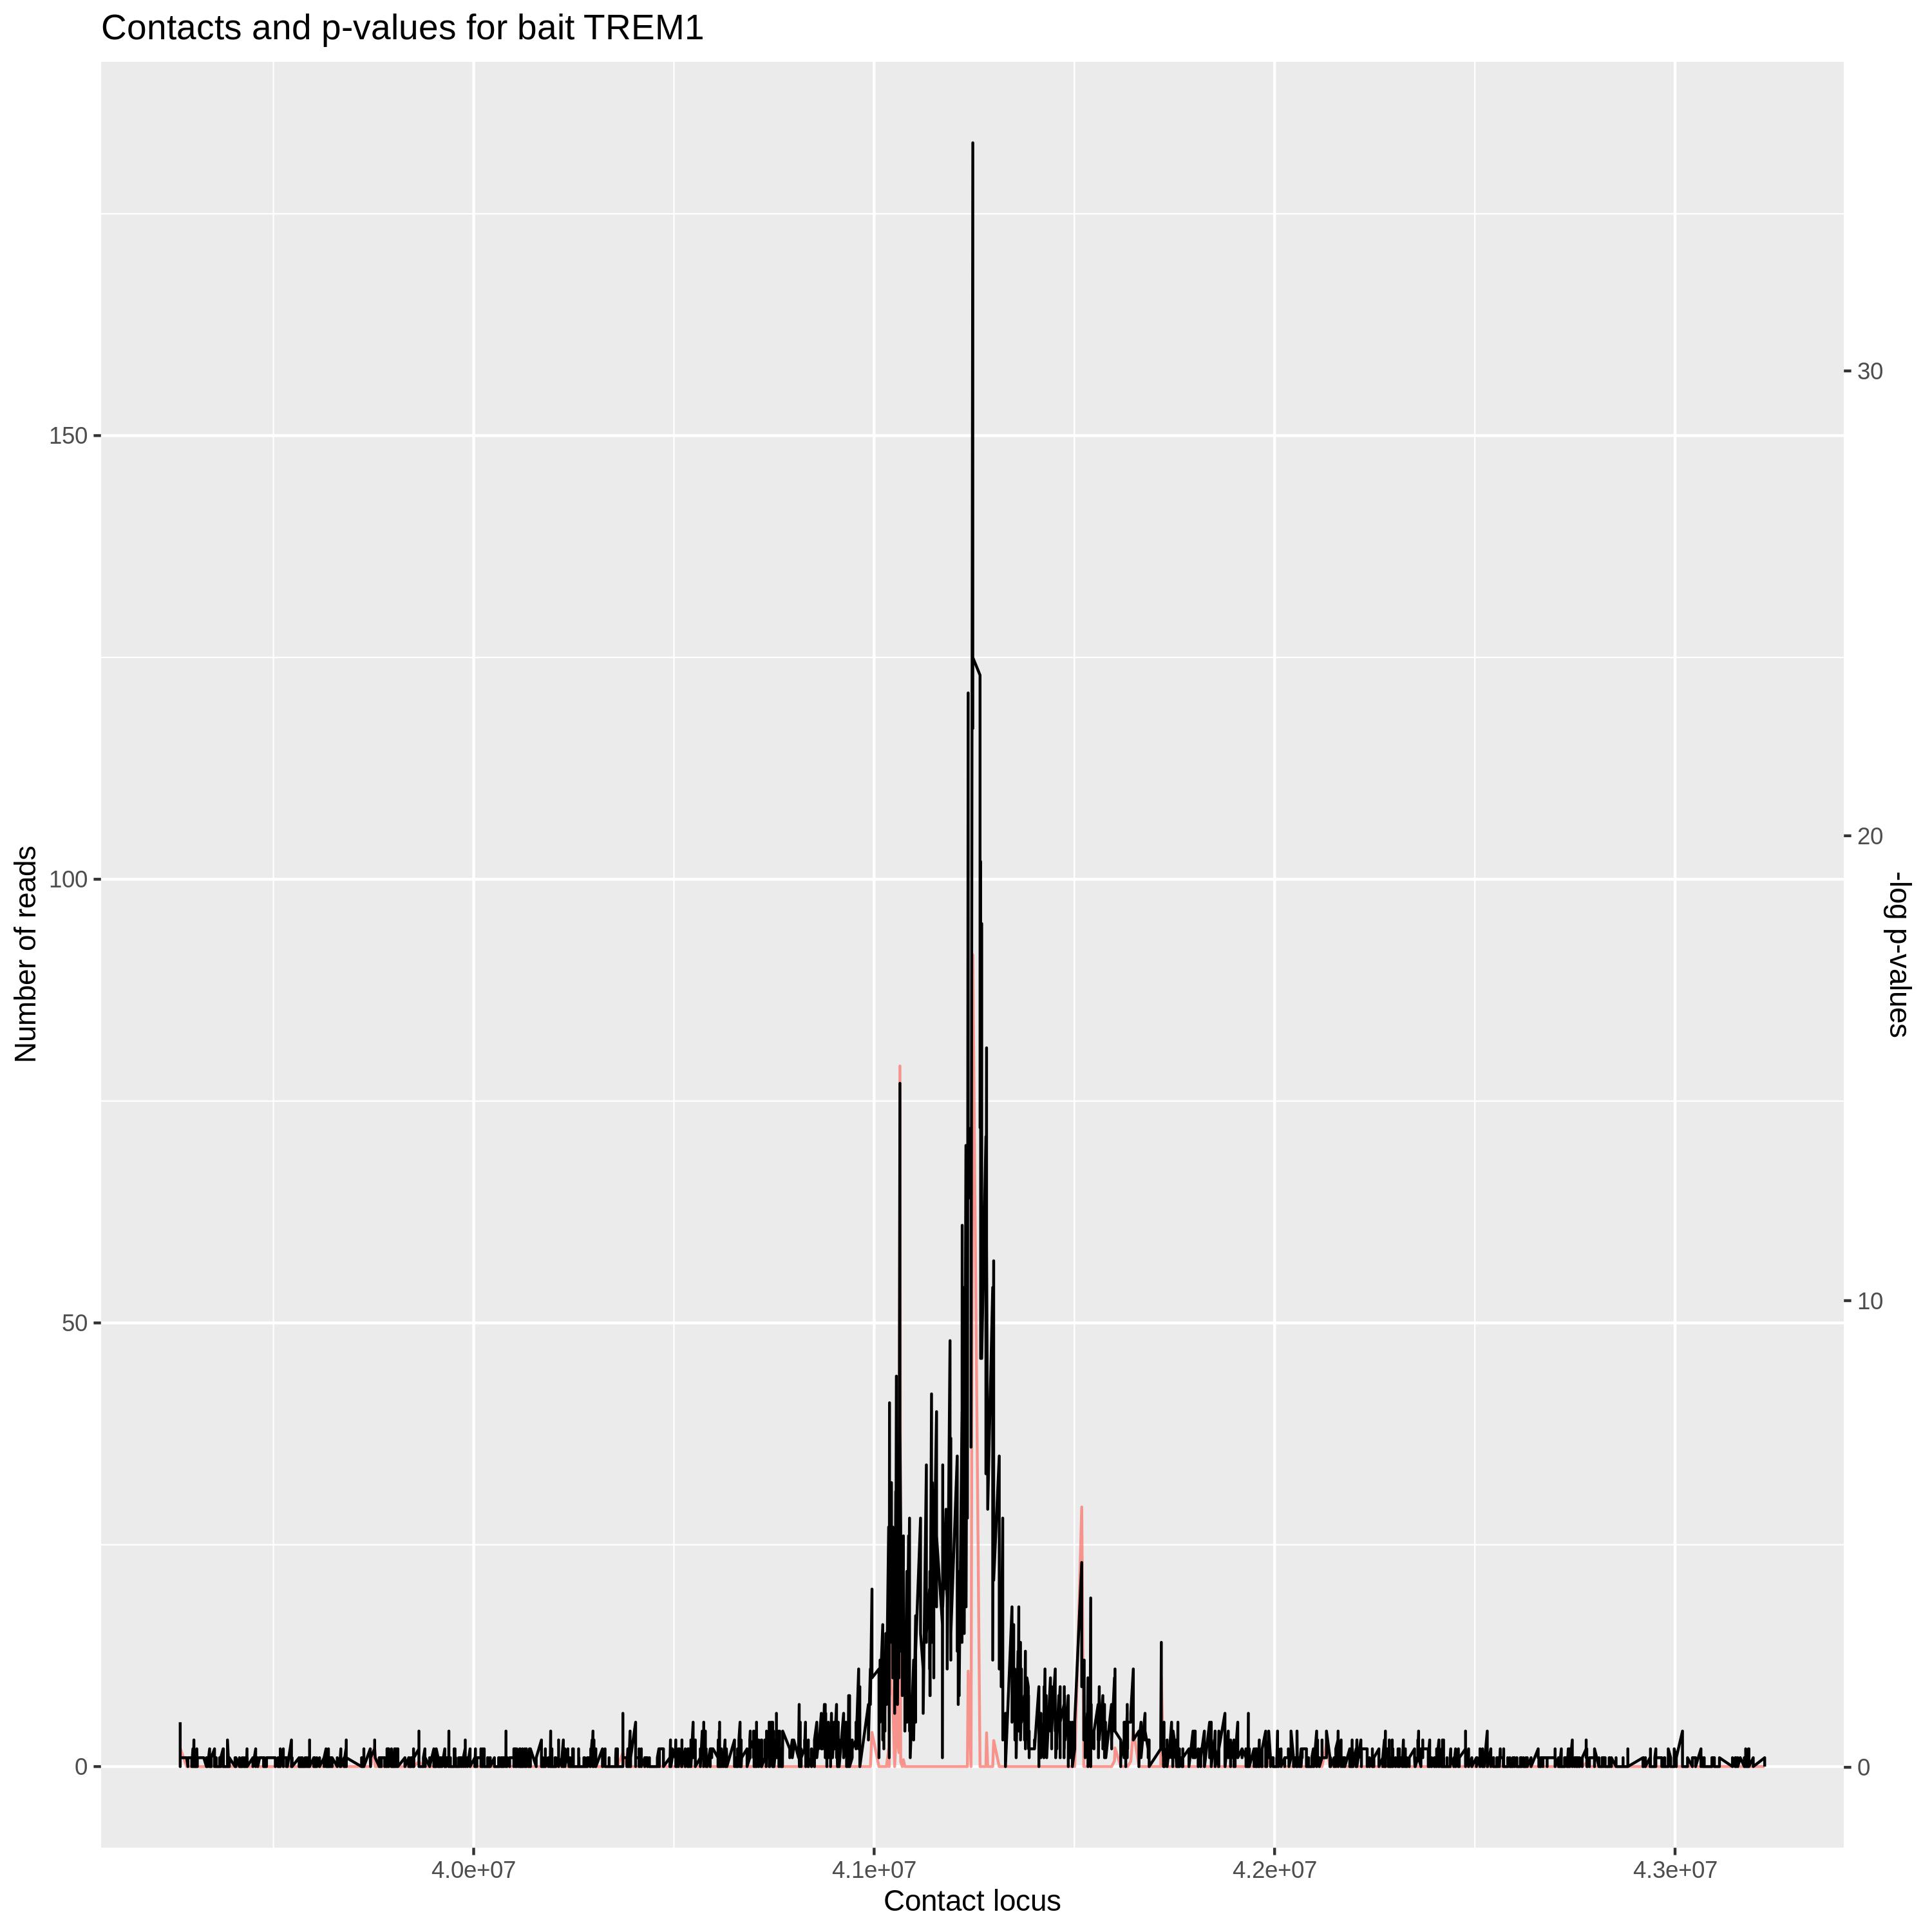 Contacts and p-values for bait TREM1
Number of reads
150
100
50
0
30
20
10
0
-log p-values
4.0e+07
4.1e+07
4.2e+07
4.3e+07
Contact locus